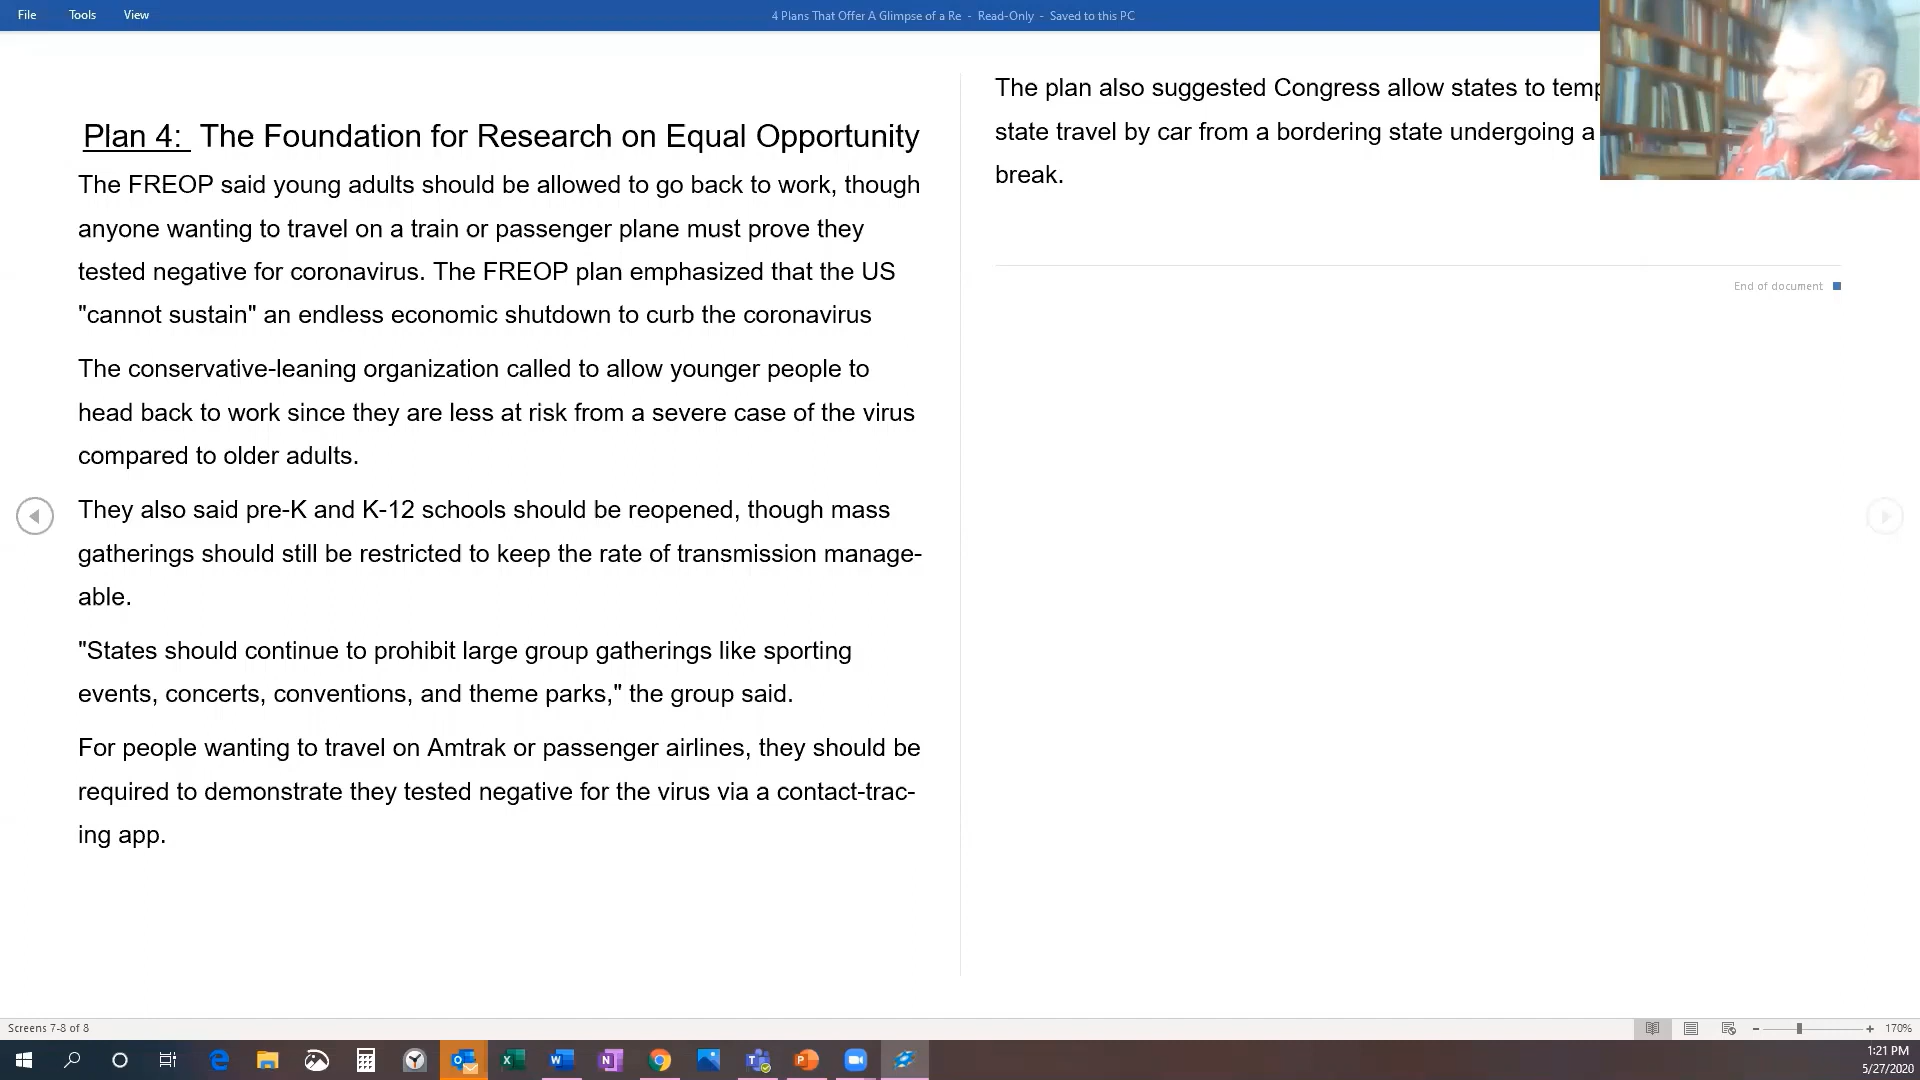 File Tools View
4 Plans That Offer A Glimpse of a Re - Read-Only - Saved to this PC
Plan 4: The Foundation for Research on Equal Opportunity
The FREOP said young adults should be allowed to go back to work, though
anyone wanting to travel on a train or passenger plane must prove they
tested negative for coronavirus. The FREOP plan emphasized that the US
"cannot sustain" an endless economic shutdown to curb the coronavirus
The conservative-leaning organization called to allow younger people to
head back to work since they are less at risk from a severe case of the virus
compared to older adults.
They also said pre-K and K-12 schools should be reopened, though mass
gatherings should still be restricted to keep the rate of transmission manage-
able.
"States should continue to prohibit large group gatherings like sporting
events, concerts, conventions, and theme parks," the group said.
For people wanting to travel on Amtrak or passenger airlines, they should be
required to demonstrate they tested negative for the virus via a contact-trac-
ing app.
The plan also suggested Congress allow states to
state travel by car from a bordering state undergoing a
break.
End of document
Screens 7-8 of 8
170%
1:21 PM
5/27/2020